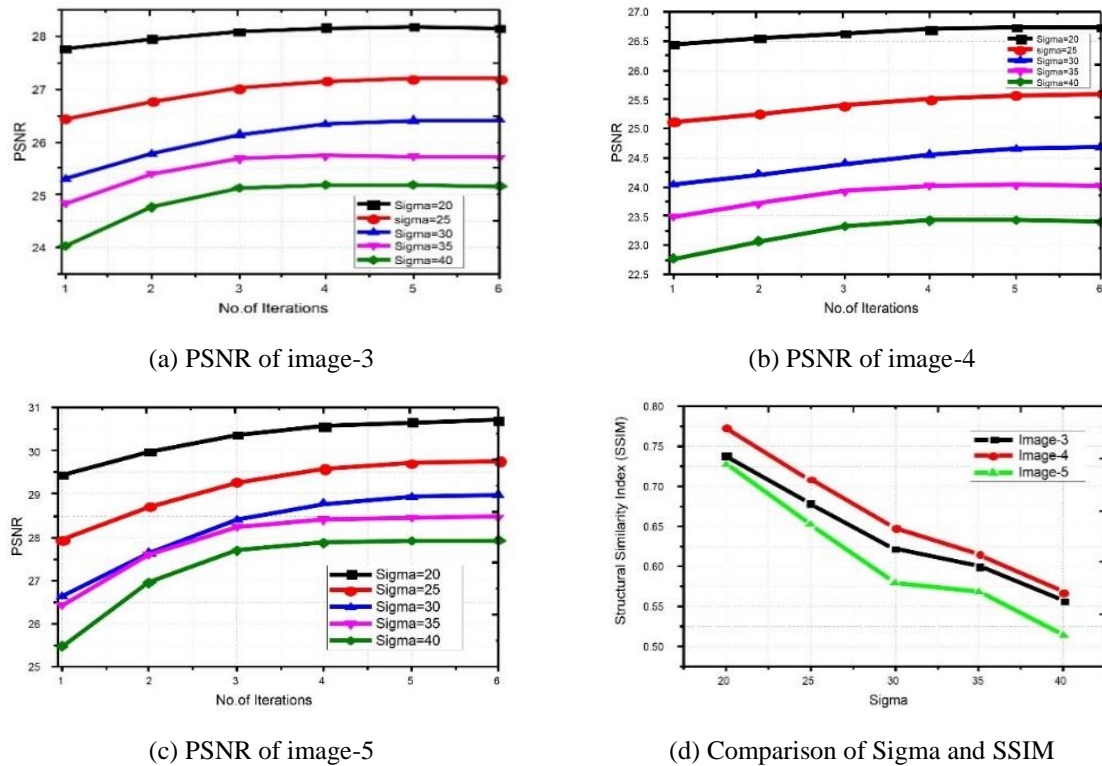 28
27
26
25
24
PSNR
1 2 3 4 5 6
No.of Iterations
Sigma=20
sigma=25
Sigma=30
Sigma=35
Sigma=40
(a) PSNR of image-3
27.0
26.5
26.0
25.5
25.0
24.5
24.0
23.5
23.0
22.5
PSNR
1 2 3 4 5 6
No.of Iterations
Sigma=20
sigma=25
Sigma=30
Sigma=35
Sigma=40
(b) PSNR of image-4
31
30
29
28
27
26
25
PSNR
1 2 3 4 5 6
No.of Iterations
Sigma=20
Sigma=25
Sigma=30
Sigma=35
Sigma=40
(c) PSNR of image-5
0.80
0.75
0.70
0.65
0.60
0.55
0.50
Structural Similarity Index (SSIM)
20 25 30 35 40
Sigma
Image-3
Image-4
Image-5
(d) Comparison of Sigma and SSIM